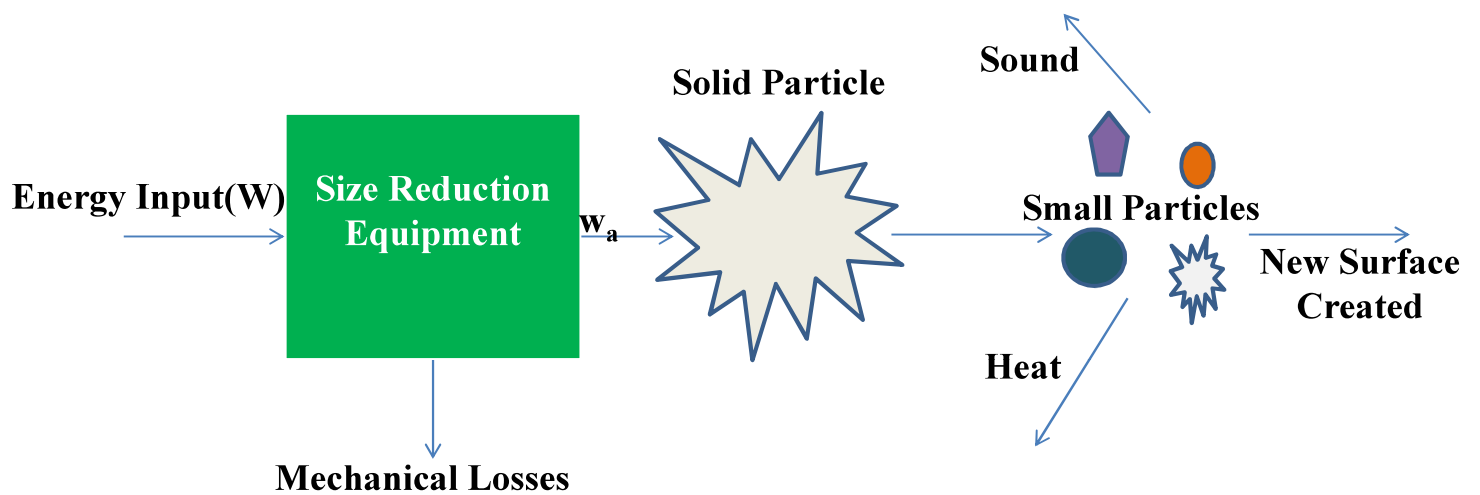 Sound
Solid Particle
Energy Input(W)
Size Reduction
Equipment
wa
Small Particles
New Surface
Created
Heat
Mechanical Losses